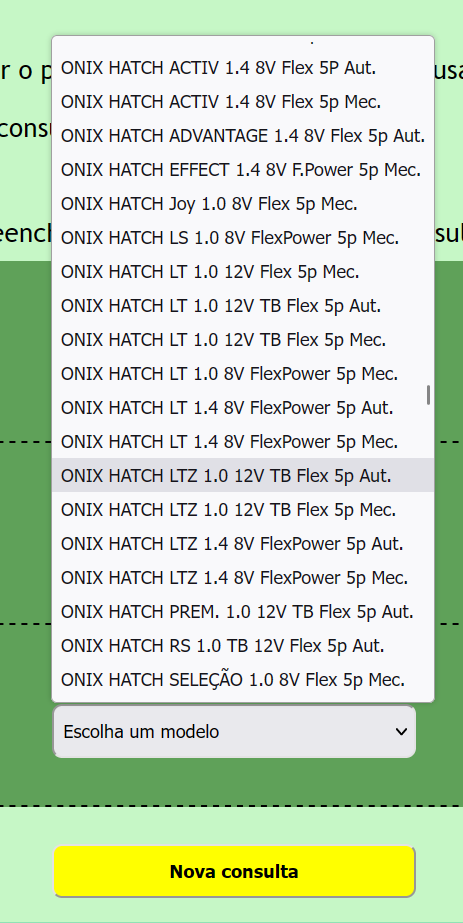 r o p usa
consu
eench sul
ONIX HATCH ACTIV 1.4 8V Flex 5P Aut.
ONIX HATCH ACTIV 1.4 8V Flex 5p Mec.
ONIX HATCH ADVANTAGE 1.4 8V Flex 5p Aut.
ONIX HATCH EFFECT 1.4 8V F.Power 5p Mec.
ONIX HATCH Joy 1.0 8V Flex 5p Mec.
ONIX HATCH LS 1.0 8V FlexPower 5p Mec.
ONIX HATCH LT 1.0 12V Flex 5p Mec.
ONIX HATCH LT 1.0 12V TB Flex 5p Aut.
ONIX HATCH LT 1.0 12V TB Flex 5p Mec.
ONIX HATCH LT 1.0 8V FlexPower 5p Mec.
ONIX HATCH LT 1.4 8V FlexPower 5p Aut.
ONIX HATCH LT 1.4 8V FlexPower 5p Mec.
ONIX HATCH LTZ 1.0 12V TB Flex 5p Aut.
ONIX HATCH LTZ 1.0 12V TB Flex 5p Mec.
ONIX HATCH LTZ 1.4 8V FlexPower 5p Aut.
ONIX HATCH LTZ 1.4 8V FlexPower 5p Mec.
ONIX HATCH PREM. 1.0 12V TB Flex 5p Aut.
ONIX HATCH RS 1.0 TB 12V Flex 5p Aut.
ONIX HATCH SELEÇÃO 1.0 8V Flex 5p Mec.
Escolha um modelo
Nova consulta